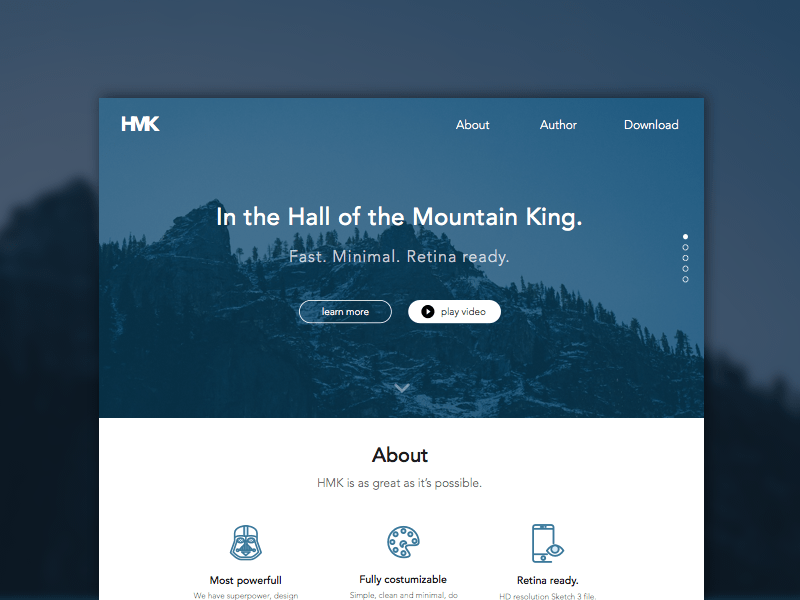 HMK
About Author Download
In the Hall of the Mountain King.
Fast. Minimal. Retina ready.
learn more play video
About
HMK is as great as it's possible.
Most powerfull Fully costumizable Retina ready.
We have superpower, design Simple, clean and minimal, do HD resolution Sketch 3 file.